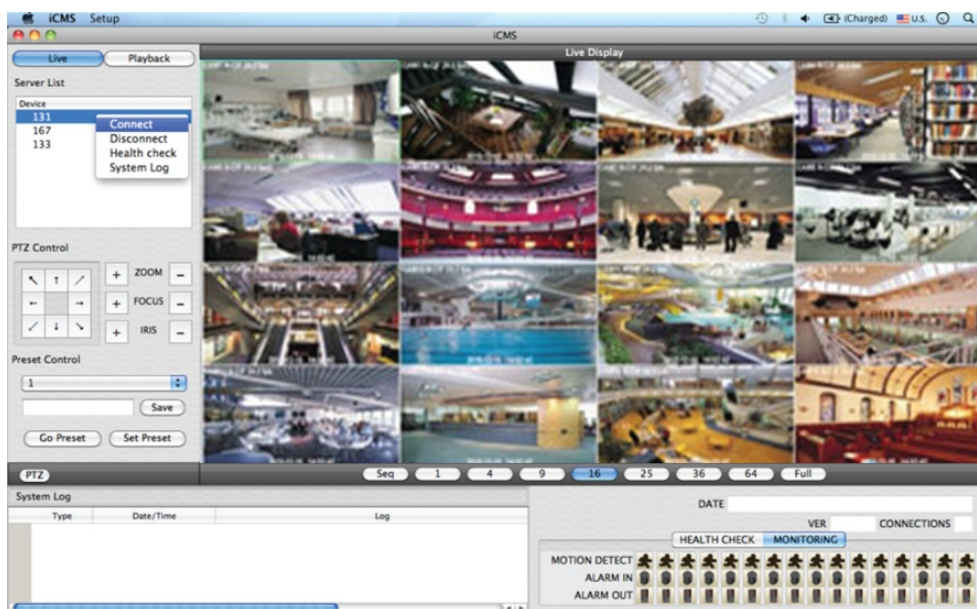 iCMS Setup (Charged) U.S.
iCMS
Live Playback
Live Display
Server List
Device
131
167
133
Connect
Disconnect
Health check
System Log
PTZ Control
+ ZOOM −
+ FOCUS −
+ IRIS −
Preset Control
1
Save
Go Preset Set Preset
PTZ
Seq 1 4 9 16 25 36 64 Full
System Log
Type Date/Time Log
DATE
VER CONNECTIONS
HEALTH CHECK MONITORING
MOTION DETECT
ALARM IN
ALARM OUT